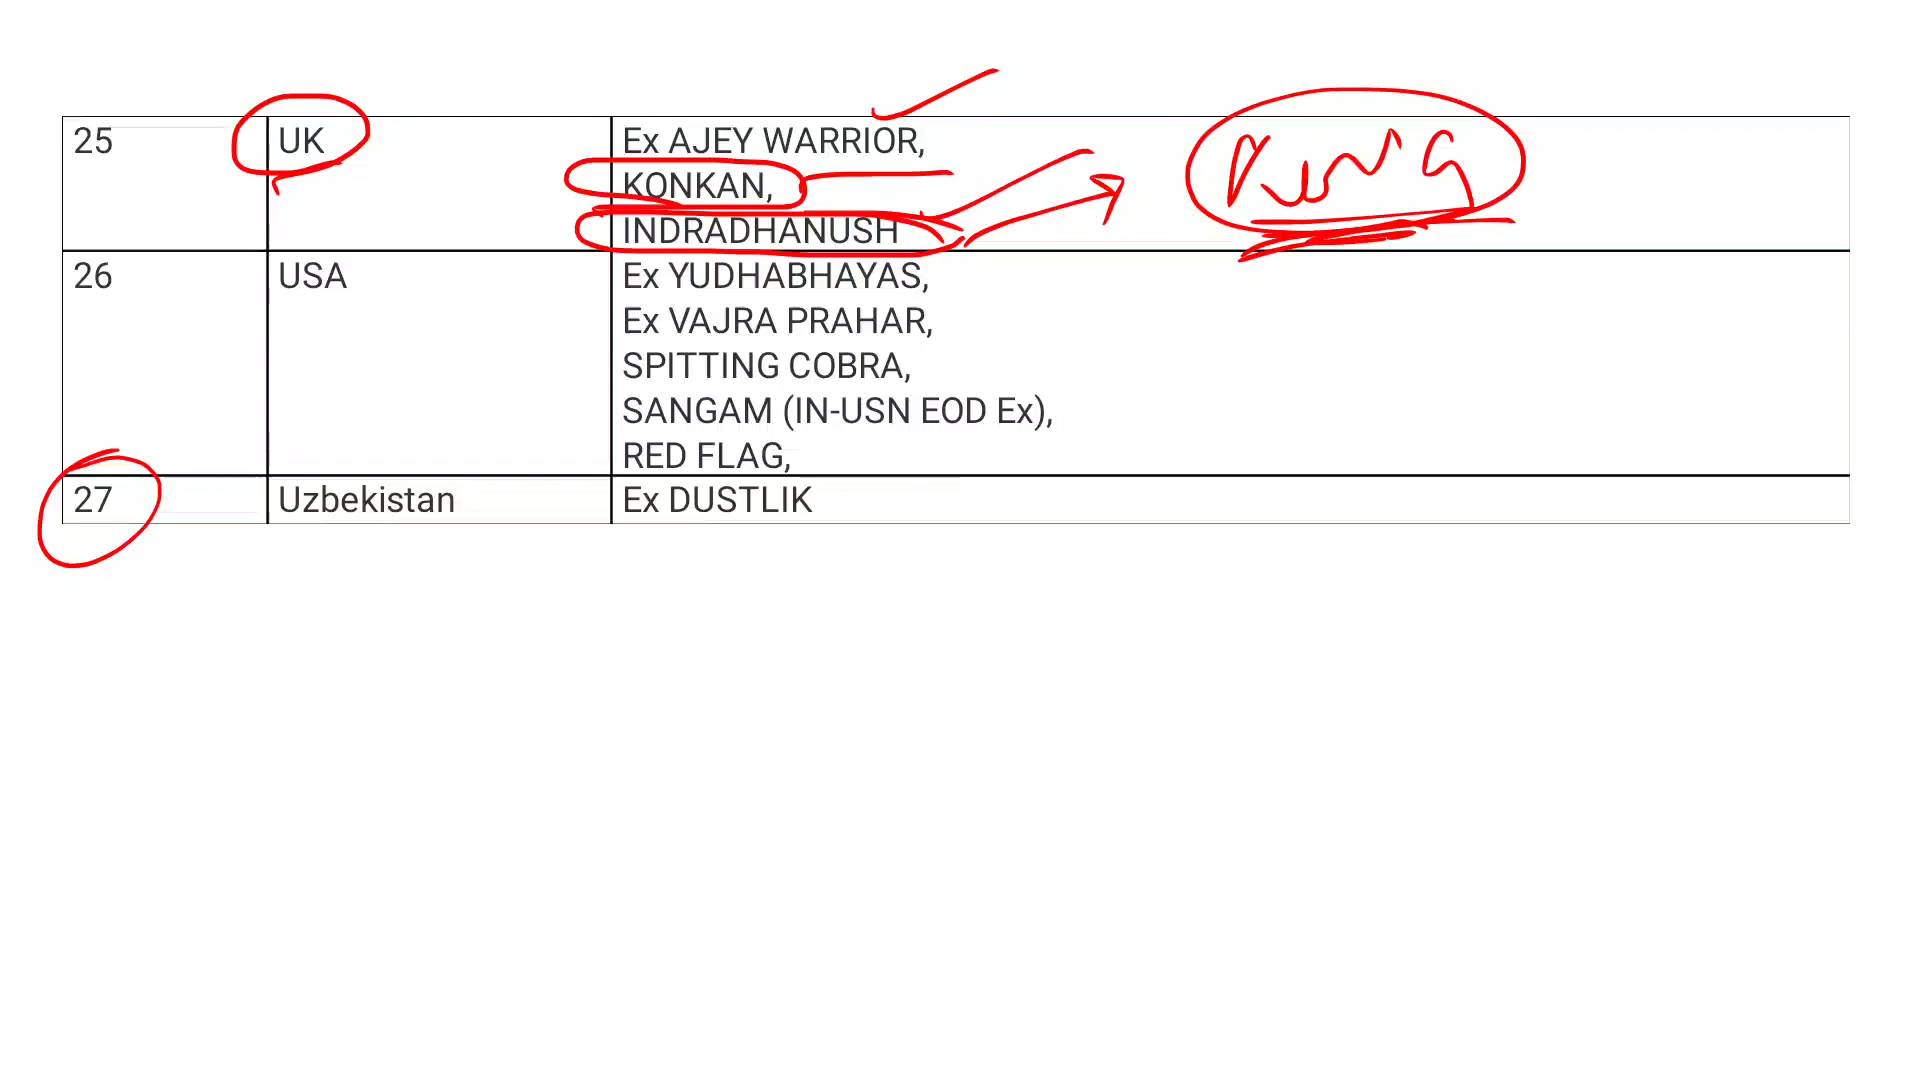 25 UK Ex AJEY WARRIOR,
KONKAN,
INDRADHANUSH
26 USA Ex YUDHABHAYAS,
Ex VAJRA PRAHAR,
SPITTING COBRA,
SANGAM (IN-USN EOD Ex),
RED FLAG,
27 Uzbekistan Ex DUSTLIK